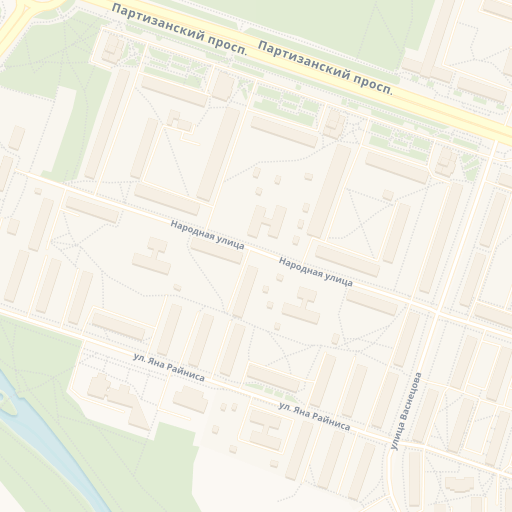 Партизанский просп.
Партизанский просп.
Народная улица
Народная улица
ул. Яна Райниса
улица Васнецова
ул. Яна Райниса